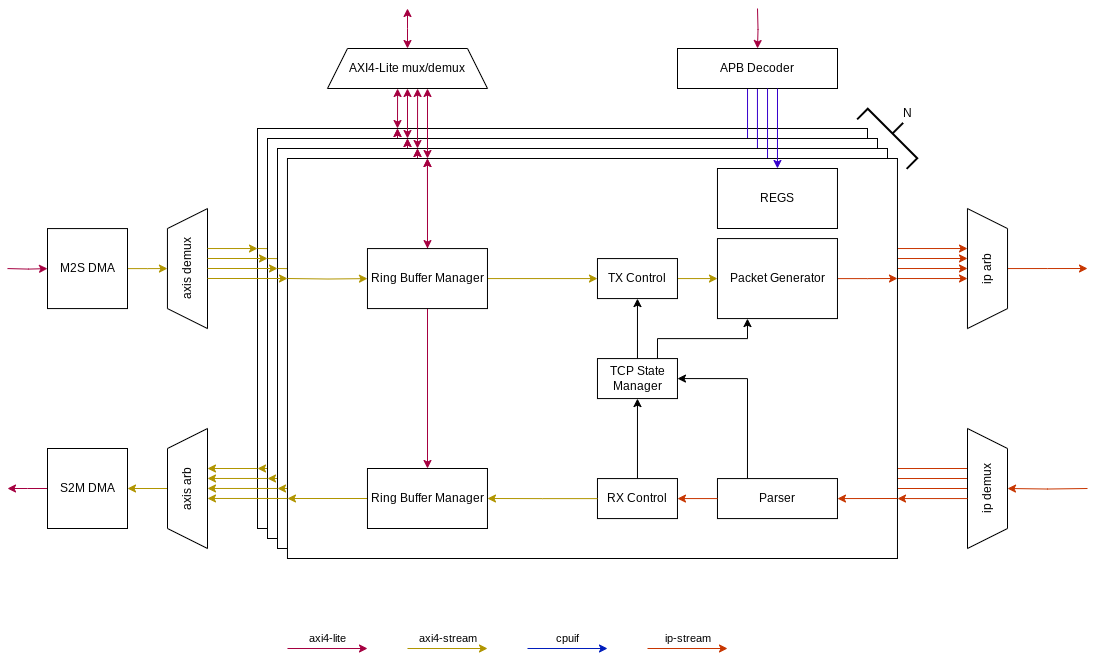 AXI4-Lite mux/demux
APB Decoder
N
REGS
M2S DMA
axis demux
Ring Buffer Manager
TX Control
Packet Generator
ip arb
TCP State
Manager
S2M DMA
axis arb
Ring Buffer Manager
RX Control
Parser
ip demux
axi4-lite
axi4-stream
cpuif
ip-stream